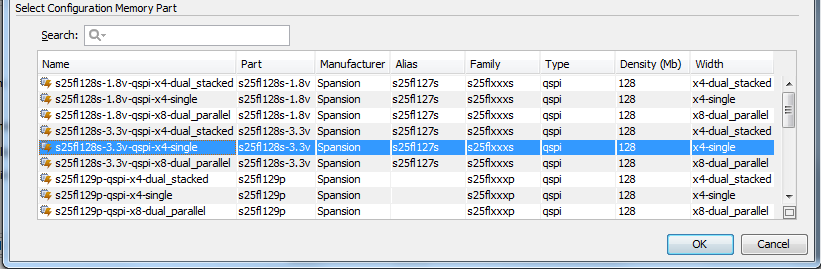 Select Configuration Memory Part
Search:
Name Part Manufacturer Alias Family Type Density (Mb) Width
s25fl128s-1.8v-qspi-x4-dual_stacked s25fl128s-1.8v Spansion s25fl127s s25flxxxs qspi 128 x4-dual_stacked
s25fl128s-1.8v-qspi-x4-single s25fl128s-1.8v Spansion s25fl127s s25flxxxs qspi 128 x4-single
s25fl128s-1.8v-qspi-x8-dual_parallel s25fl128s-1.8v Spansion s25fl127s s25flxxxs qspi 128 x8-dual_parallel
s25fl128s-3.3v-qspi-x4-dual_stacked s25fl128s-3.3v Spansion s25fl127s s25flxxxs qspi 128 x4-dual_stacked
s25fl128s-3.3v-qspi-x4-single s25fl128s-3.3v Spansion s25fl127s s25flxxxs qspi 128 x4-single
s25fl128s-3.3v-qspi-x8-dual_parallel s25fl128s-3.3v Spansion s25fl127s s25flxxxs qspi 128 x8-dual_parallel
s25fl129p-qspi-x4-dual_stacked s25fl129p Spansion s25flxxxp qspi 128 x4-dual_stacked
s25fl129p-qspi-x4-single s25fl129p Spansion s25flxxxp qspi 128 x4-single
s25fl129p-qspi-x8-dual_parallel s25fl129p Spansion s25flxxxp qspi 128 x8-dual_parallel
OK Cancel